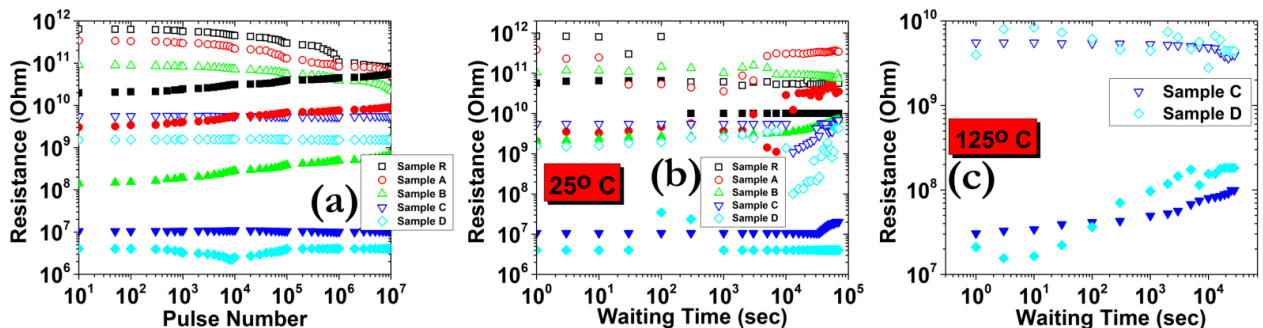 10¹²
10¹¹
10¹⁰
10⁹
10⁸
10⁷
10⁶
Resistance (Ohm)
10¹ 10² 10³ 10⁴ 10⁵ 10⁶ 10⁷
Pulse Number
Sample R
Sample A
Sample B
Sample C
Sample D
(a)
10¹³
10¹²
10¹¹
10¹⁰
10⁹
10⁸
10⁷
10⁶
Resistance (Ohm)
10⁰ 10¹ 10² 10³ 10⁴ 10⁵
Waiting Time (sec)
25⁰ C
(b)
Sample R
Sample A
Sample B
Sample C
Sample D
10¹⁰
10⁹
10⁸
10⁷
Resistance (Ohm)
10⁰ 10¹ 10² 10³ 10⁴
Waiting Time (sec)
Sample C
Sample D
125⁰ C
(c)